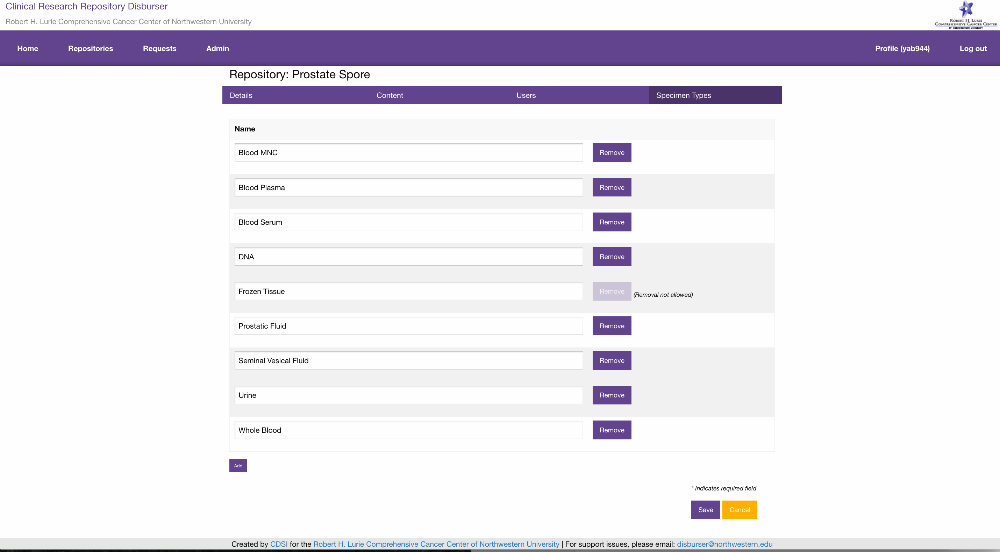 Clinical Research Repository Disburser
Robert H. Lurie Comprehensive Cancer Center of Northwestern University
ROBERT H. LURIE
COMPREHENSIVE CANCER CENTER
OF NORTHWESTERN UNIVERSITY
Home Repositories Requests Admin Profile (yab944) Log out
Repository: Prostate Spore
Details Content Users Specimen Types
Name
Blood MNC Remove
Blood Plasma Remove
Blood Serum Remove
DNA Remove
Frozen Tissue Remove (Removal not allowed)
Prostatic Fluid Remove
Seminal Vesical Fluid Remove
Urine Remove
Whole Blood Remove
Add
* Indicates required field
Save Cancel
Created by CDSI for the Robert H. Lurie Comprehensive Cancer Center of Northwestern University | For support issues, please email: disburser@northwestern.edu